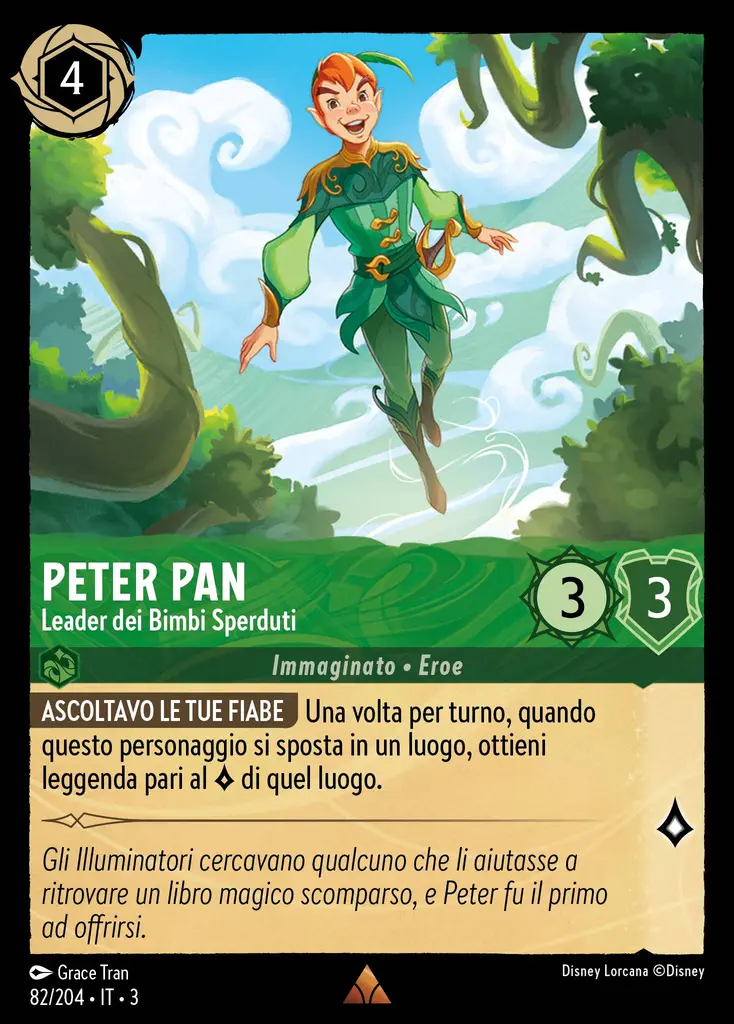 4
PETER PAN
Leader dei Bimbi Sperduti
3
3
Immaginato • Eroe
ASCOLTAVO LE TUE FIABE Una volta per turno, quando
questo personaggio si sposta in un luogo, ottieni
leggenda pari al di quel luogo.
Gli Illuminatori cercavano qualcuno che li aiutasse a
ritrovare un libro magico scomparso, e Peter fu il primo
ad offrirsi.
Grace Tran
82/204 • IT • 3
Disney Lorcana ©Disney